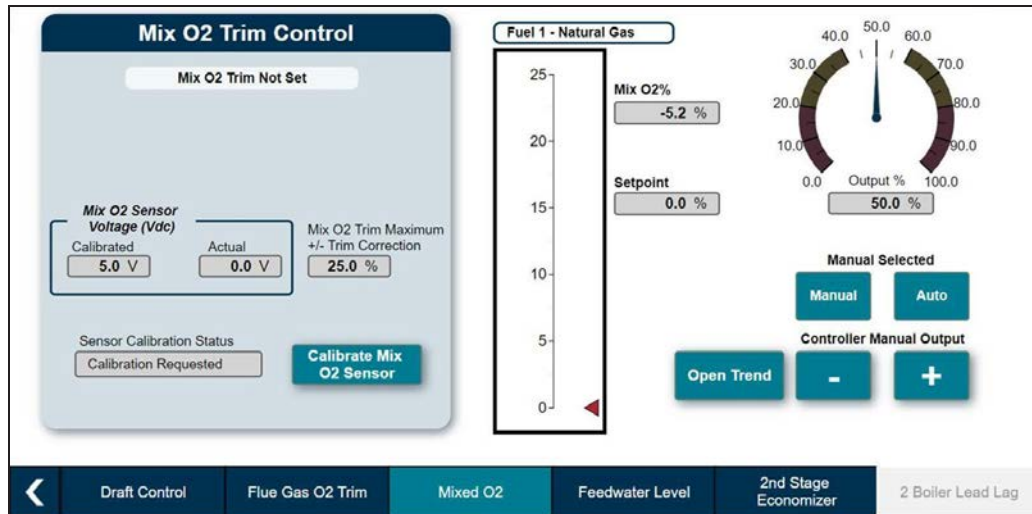 Mix O2 Trim Control
Mix O2 Trim Not Set
Mix O2 Sensor
Voltage (Vdc)
Calibrated
Actual
5.0 V
0.0 V
Mix O2 Trim Maximum
+/- Trim Correction
25.0 %
Sensor Calibration Status
Calibration Requested
Calibrate Mix
O2 Sensor
Fuel 1 - Natural Gas
25
20
15
10
5
0
Mix O2%
-5.2 %
Setpoint
0.0 %
0.0
10.0
20.0
30.0
40.0
50.0
60.0
70.0
80.0
90.0
100.0
Output %
50.0 %
Manual Selected
Manual
Auto
Controller Manual Output
Open Trend
-
+
Draft Control
Flue Gas O2 Trim
Mixed O2
Feedwater Level
2nd Stage
Economizer
2 Boiler Lead Lag